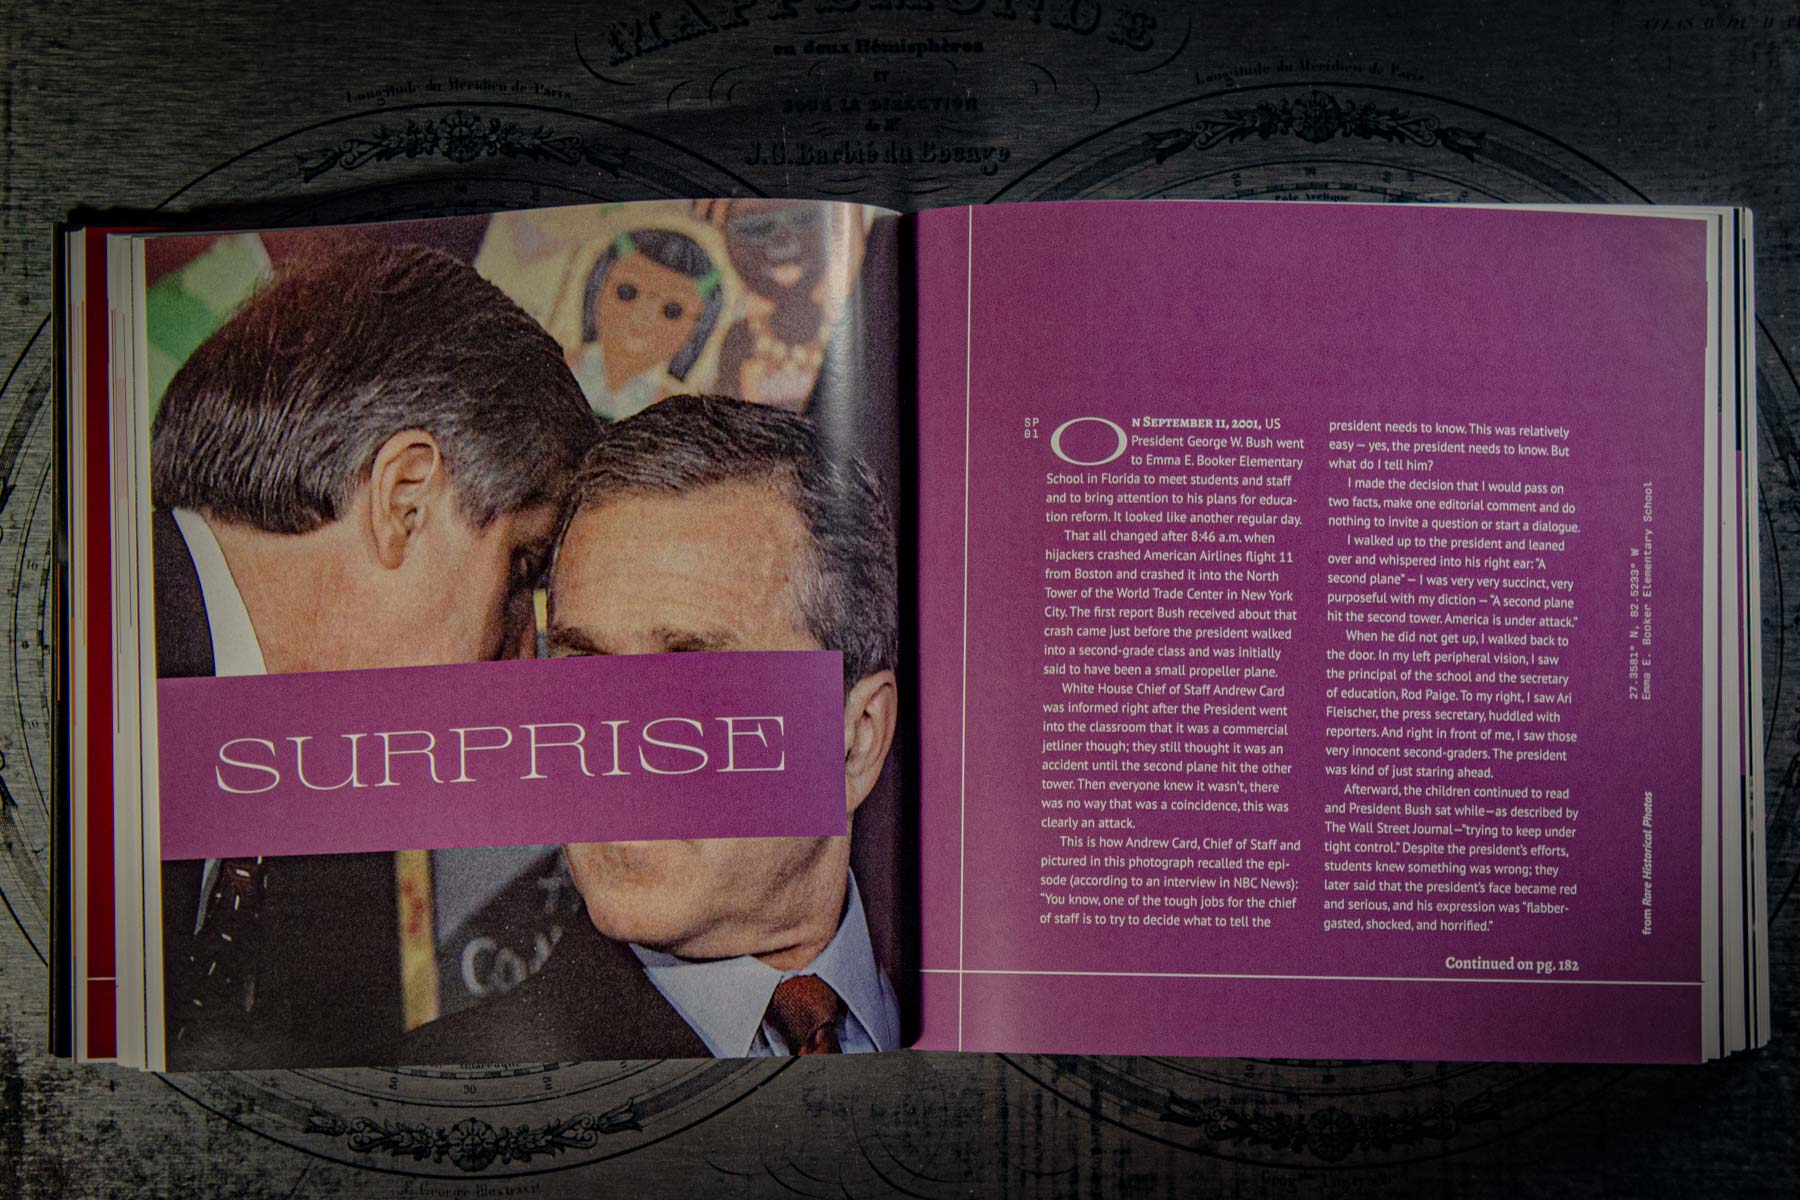 MAPPEMONDE
en deux Hémisphères
ET
SOUS LA DIRECTION
de Mr
J.G. Barbié du Bocage
Longitude du Méridien de Paris.
Longitude du Méridien de Paris.
Pôle Arctique
SURPRISE
SP
01
ON SEPTEMBER 11, 2001, US
President George W. Bush went
to Emma E. Booker Elementary
School in Florida to meet students and staff
and to bring attention to his plans for educa-
tion reform. It looked like another regular day.
That all changed after 8:46 a.m. when
hijackers crashed American Airlines flight 11
from Boston and crashed it into the North
Tower of the World Trade Center in New York
City. The first report Bush received about that
crash came just before the president walked
into a second-grade class and was initially
said to have been a small propeller plane.
White House Chief of Staff Andrew Card
was informed right after the President went
into the classroom that it was a commercial
jetliner though; they still thought it was an
accident until the second plane hit the other
tower. Then everyone knew it wasn't, there
was no way that was a coincidence, this was
clearly an attack.
This is how Andrew Card, Chief of Staff and
pictured in this photograph recalled the epi-
sode (according to an interview in NBC News):
"You know, one of the tough jobs for the chief
of staff is to try to decide what to tell the
president needs to know. This was relatively
easy — yes, the president needs to know. But
what do I tell him?
I made the decision that I would pass on
two facts, make one editorial comment and do
nothing to invite a question or start a dialogue.
I walked up to the president and leaned
over and whispered into his right ear: "A
second plane" — I was very very succinct, very
purposeful with my diction — "A second plane
hit the second tower. America is under attack."
When he did not get up, I walked back to
the door. In my left peripheral vision, I saw
the principal of the school and the secretary
of education, Rod Paige. To my right, I saw Ari
Fleischer, the press secretary, huddled with
reporters. And right in front of me, I saw those
very innocent second-graders. The president
was kind of just staring ahead.
Afterward, the children continued to read
and President Bush sat while—as described by
The Wall Street Journal—"trying to keep under
tight control." Despite the president's efforts,
students knew something was wrong; they
later said that the president's face became red
and serious, and his expression was "flabber-
gasted, shocked, and horrified."
Continued on pg. 182
27.3581° N, 82.5233° W
Emma E. Booker Elementary School
from Rare Historical Photos